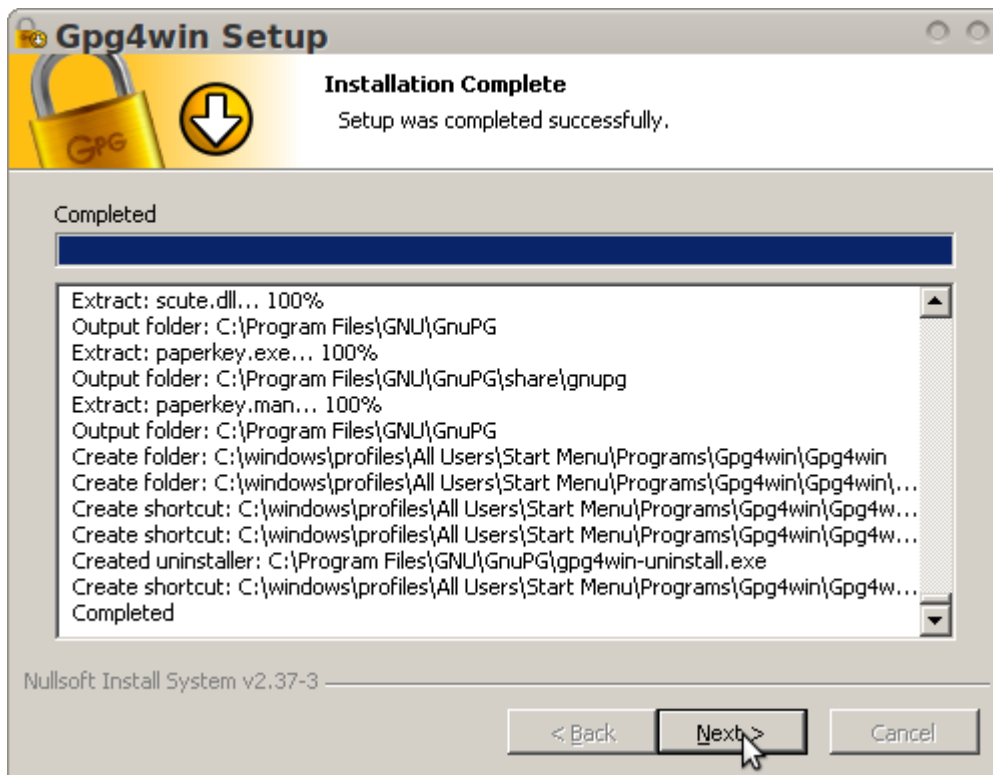 Gpg4win Setup
Installation Complete
Setup was completed successfully.
GPG
Completed
Extract: scute.dll... 100%
Output folder: C:\Program Files\GNU\GnuPG
Extract: paperkey.exe... 100%
Output folder: C:\Program Files\GNU\GnuPG\share\gnupg
Extract: paperkey.man... 100%
Output folder: C:\Program Files\GNU\GnuPG
Create folder: C:\windows\profiles\All Users\Start Menu\Programs\Gpg4win\Gpg4win
Create folder: C:\windows\profiles\All Users\Start Menu\Programs\Gpg4win\Gpg4win\...
Create shortcut: C:\windows\profiles\All Users\Start Menu\Programs\Gpg4win\Gpg4w...
Create shortcut: C:\windows\profiles\All Users\Start Menu\Programs\Gpg4win\Gpg4w...
Created uninstaller: C:\Program Files\GNU\GnuPG\gpg4win-uninstall.exe
Create shortcut: C:\windows\profiles\All Users\Start Menu\Programs\Gpg4win\Gpg4w...
Completed
Nullsoft Install System v2.37-3
< Back Next > Cancel